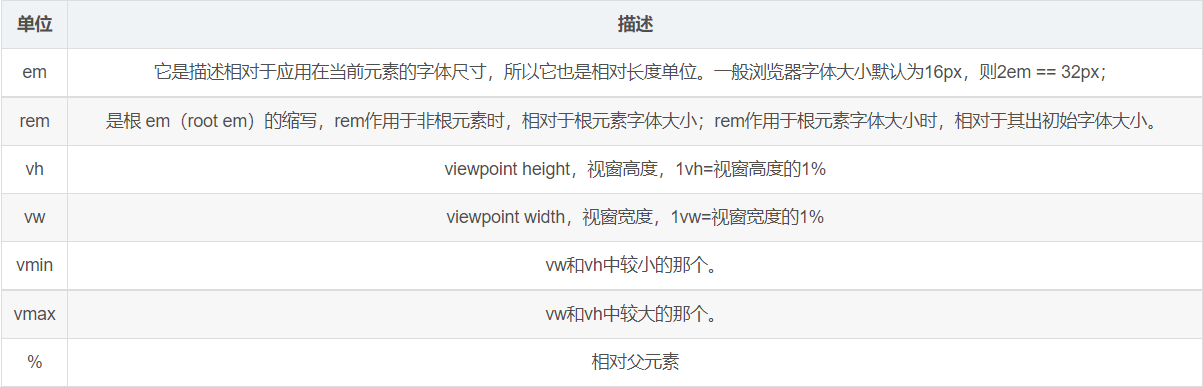 单位 描述
em 它是描述相对于应用在当前元素的字体尺寸，所以它也是相对长度单位。一般浏览器字体大小默认为16px，则2em == 32px；
rem 是根 em（root em）的缩写，rem作用于非根元素时，相对于根元素字体大小；rem作用于根元素字体大小时，相对于其出初始字体大小。
vh viewpoint height，视窗高度，1vh=视窗高度的1%
vw viewpoint width，视窗宽度，1vw=视窗宽度的1%
vmin vw和vh中较小的那个。
vmax vw和vh中较大的那个。
% 相对父元素